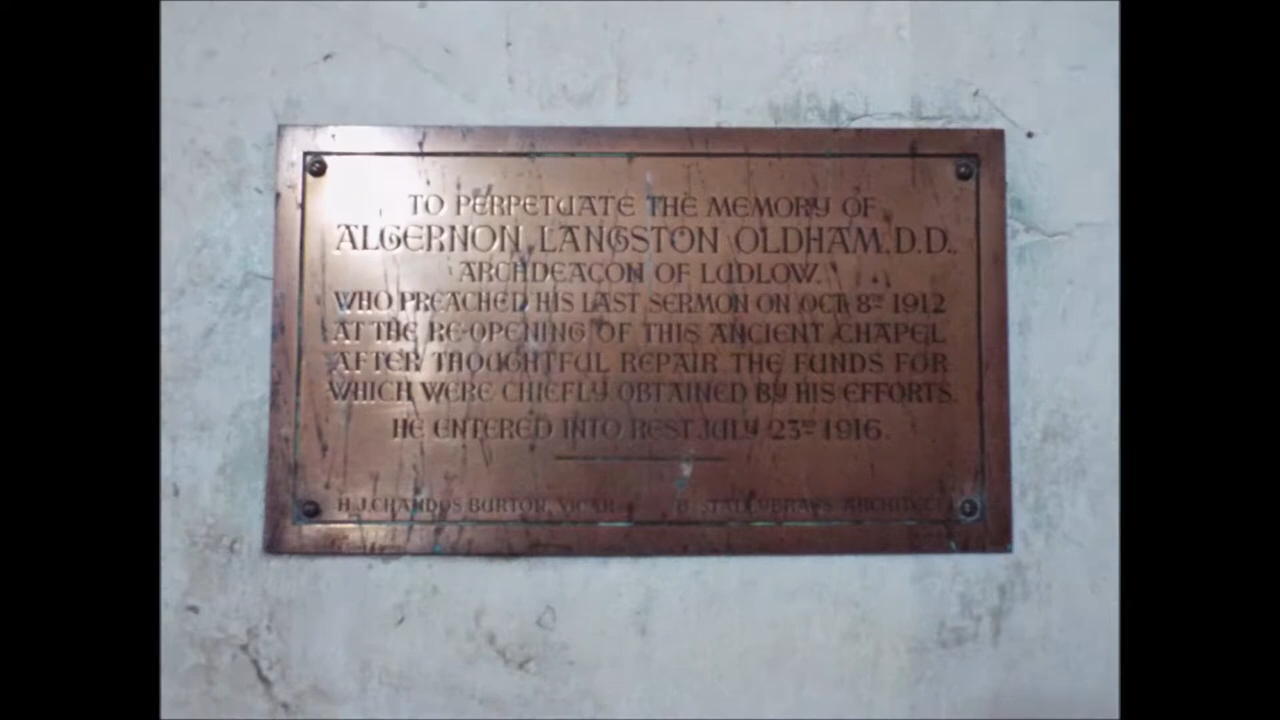 TO PERPETUATE THE MEMORY OF
ALGERNON LANGSTON OLDHAM. D.D.
ARCHDEACON OF LUDLOW.
WHO PREACHED HIS LAST SERMON ON OCT 8TH 1912
AT THE RE-OPENING OF THIS ANCIENT CHAPEL
AFTER THOUGHTFUL REPAIR THE FUNDS FOR
WHICH WERE CHIEFLY OBTAINED BY HIS EFFORTS.
HE ENTERED INTO REST JULY 23RD 1916.
H. J. CHANDOS BURTON, VICAR. STALLYBRASS ARCHITECT